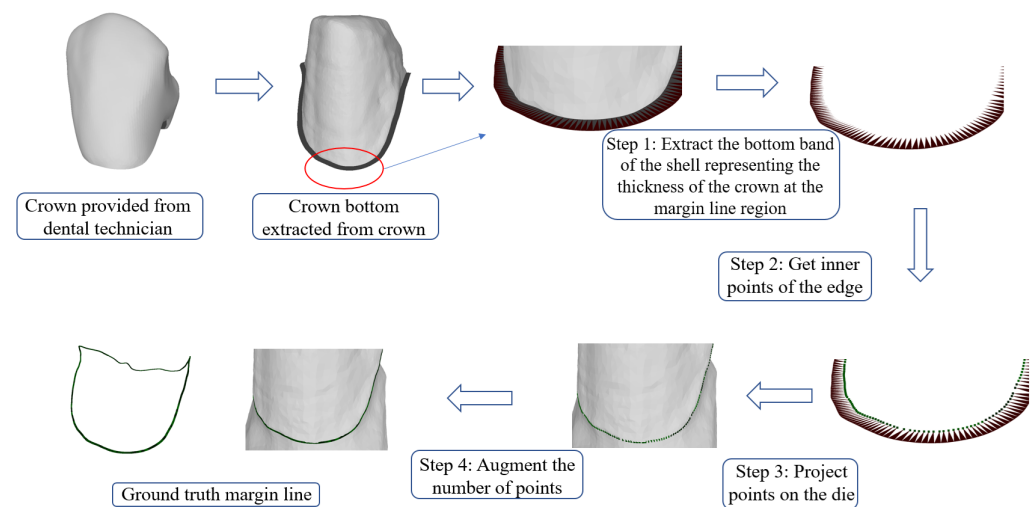 Crown provided from
dental technician
Crown bottom
extracted from crown
Step 1: Extract the bottom band
of the shell representing the
thickness of the crown at the
margin line region
Step 2: Get inner
points of the edge
Step 3: Project
points on the die
Step 4: Augment the
number of points
Ground truth margin line